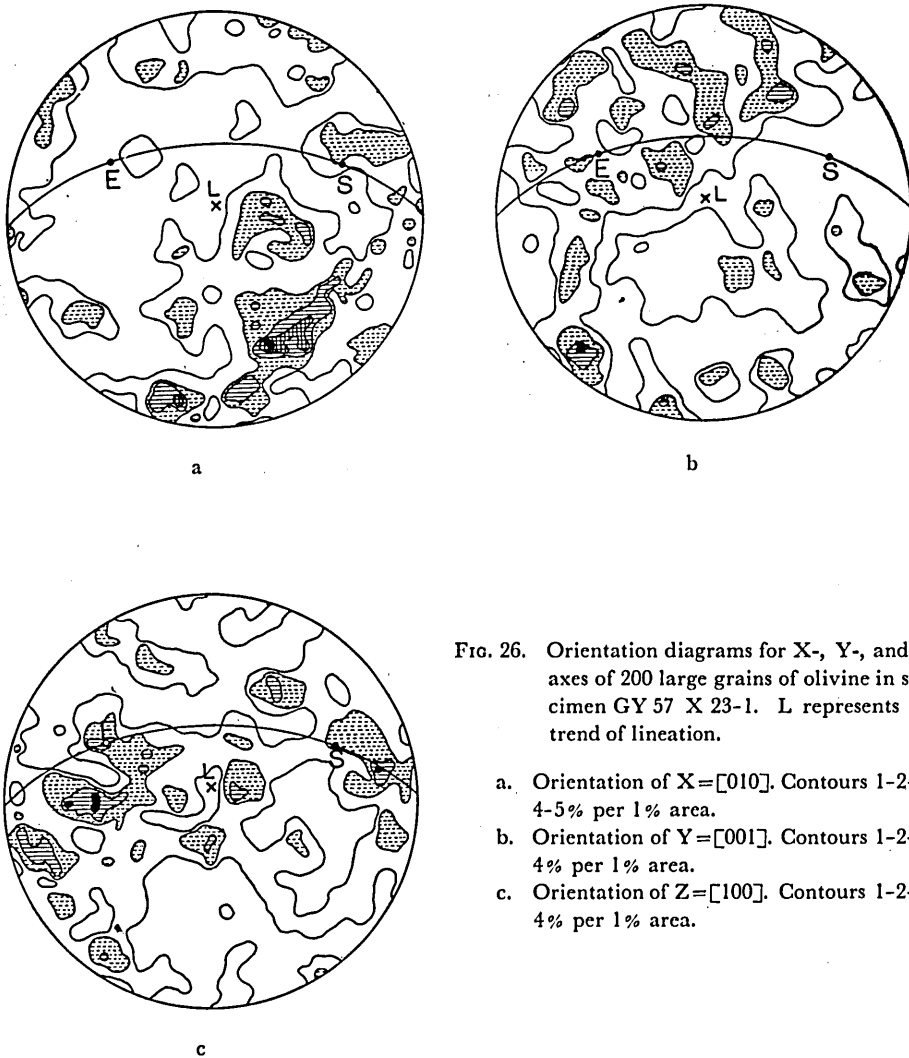 E
L
S
a
E
L
S
b
L
S
c
FIG. 26. Orientation diagrams for X-, Y-, and
axes of 200 large grains of olivine in s
cimen GY 57 X 23-1. L represents
trend of lineation.
a. Orientation of X=[010]. Contours 1-2-
4-5% per 1% area.
b. Orientation of Y=[001]. Contours 1-2-
4% per 1% area.
c. Orientation of Z=[100]. Contours 1-2-
4% per 1% area.